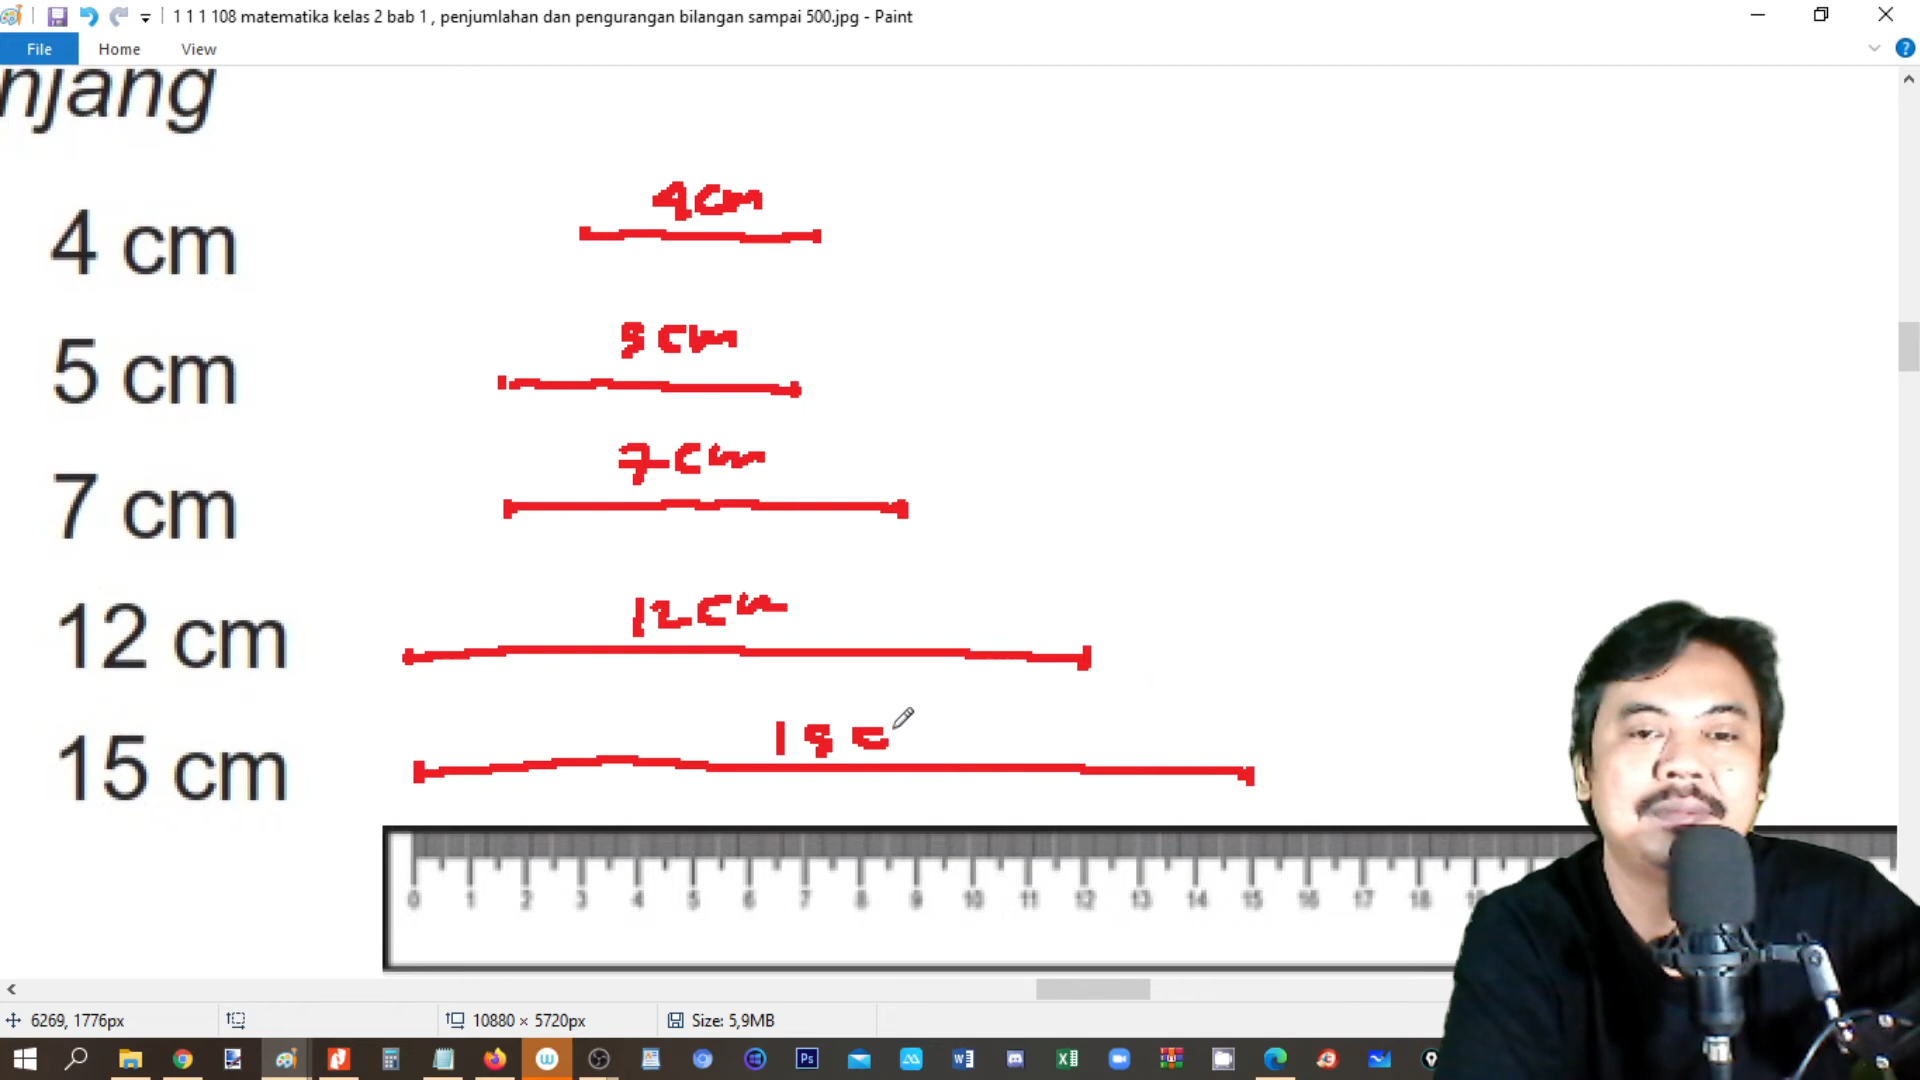 1 1 1 108 matematika kelas 2 bab 1 , penjumlahan dan pengurangan bilangan sampai 500.jpg - Paint
File Home View
njang
4 cm 4cm
5 cm 5cm
7 cm 7cm
12 cm 12cm
15 cm 15c
0 1 2 3 4 5 6 7 8 9 10 11 12 13 14 15 16 17 18
6269, 1776px 10880 × 5720px Size: 5,9MB